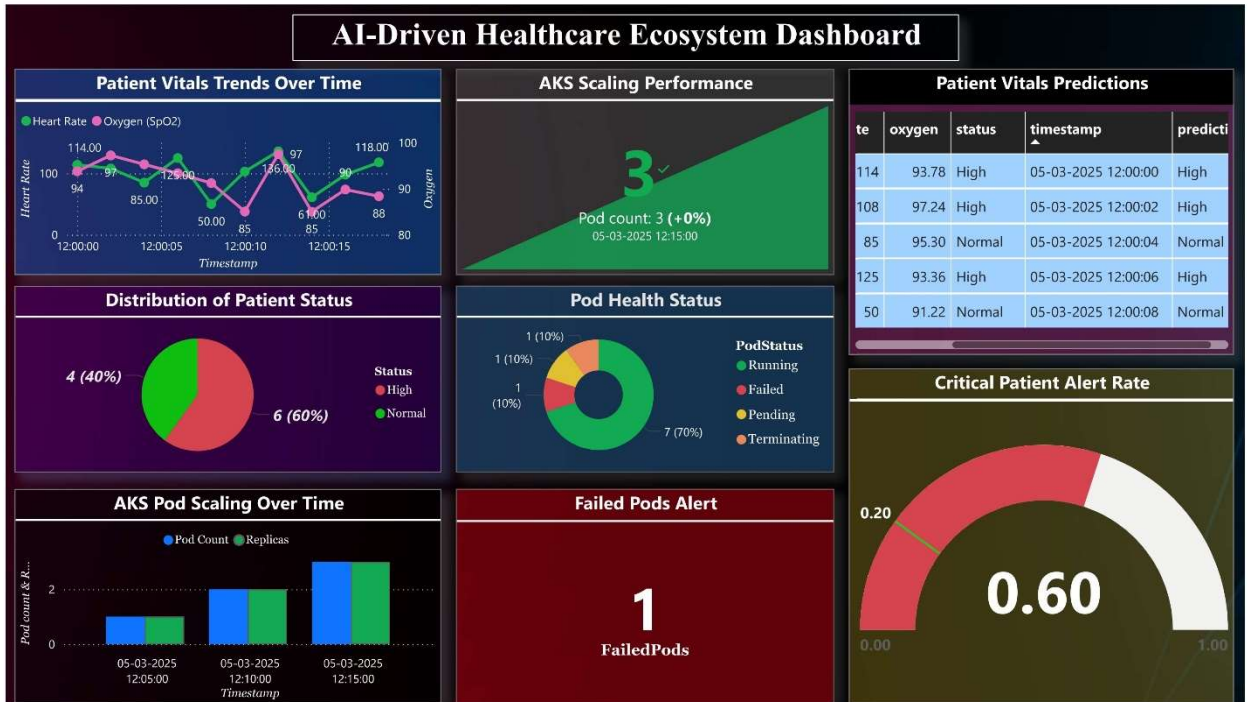 AI-Driven Healthcare Ecosystem Dashboard
Patient Vitals Trends Over Time
Heart Rate Oxygen (SpO2)
Heart Rate
Oxygen
100
0
100
90
80
114.00
94
97
85.00
125.00
50.00
85
136.00
97
61.00
85
90
118.00
88
12:00:00 12:00:05 12:00:10 12:00:15
Timestamp
AKS Scaling Performance
3
Pod count: 3 (+0%)
05-03-2025 12:15:00
Patient Vitals Predictions
te oxygen status timestamp predicti
114 93.78 High 05-03-2025 12:00:00 High
108 97.24 High 05-03-2025 12:00:02 High
85 95.30 Normal 05-03-2025 12:00:04 Normal
125 93.36 High 05-03-2025 12:00:06 High
50 91.22 Normal 05-03-2025 12:00:08 Normal
Distribution of Patient Status
4 (40%)
6 (60%)
Status
High
Normal
Pod Health Status
1 (10%)
1 (10%)
1
(10%)
7 (70%)
PodStatus
Running
Failed
Pending
Terminating
Critical Patient Alert Rate
0.20
0.60
0.00
1.00
AKS Pod Scaling Over Time
Pod Count Replicas
Pod count & R...
2
0
05-03-2025 05-03-2025 05-03-2025
12:05:00 12:10:00 12:15:00
Timestamp
Failed Pods Alert
1
FailedPods